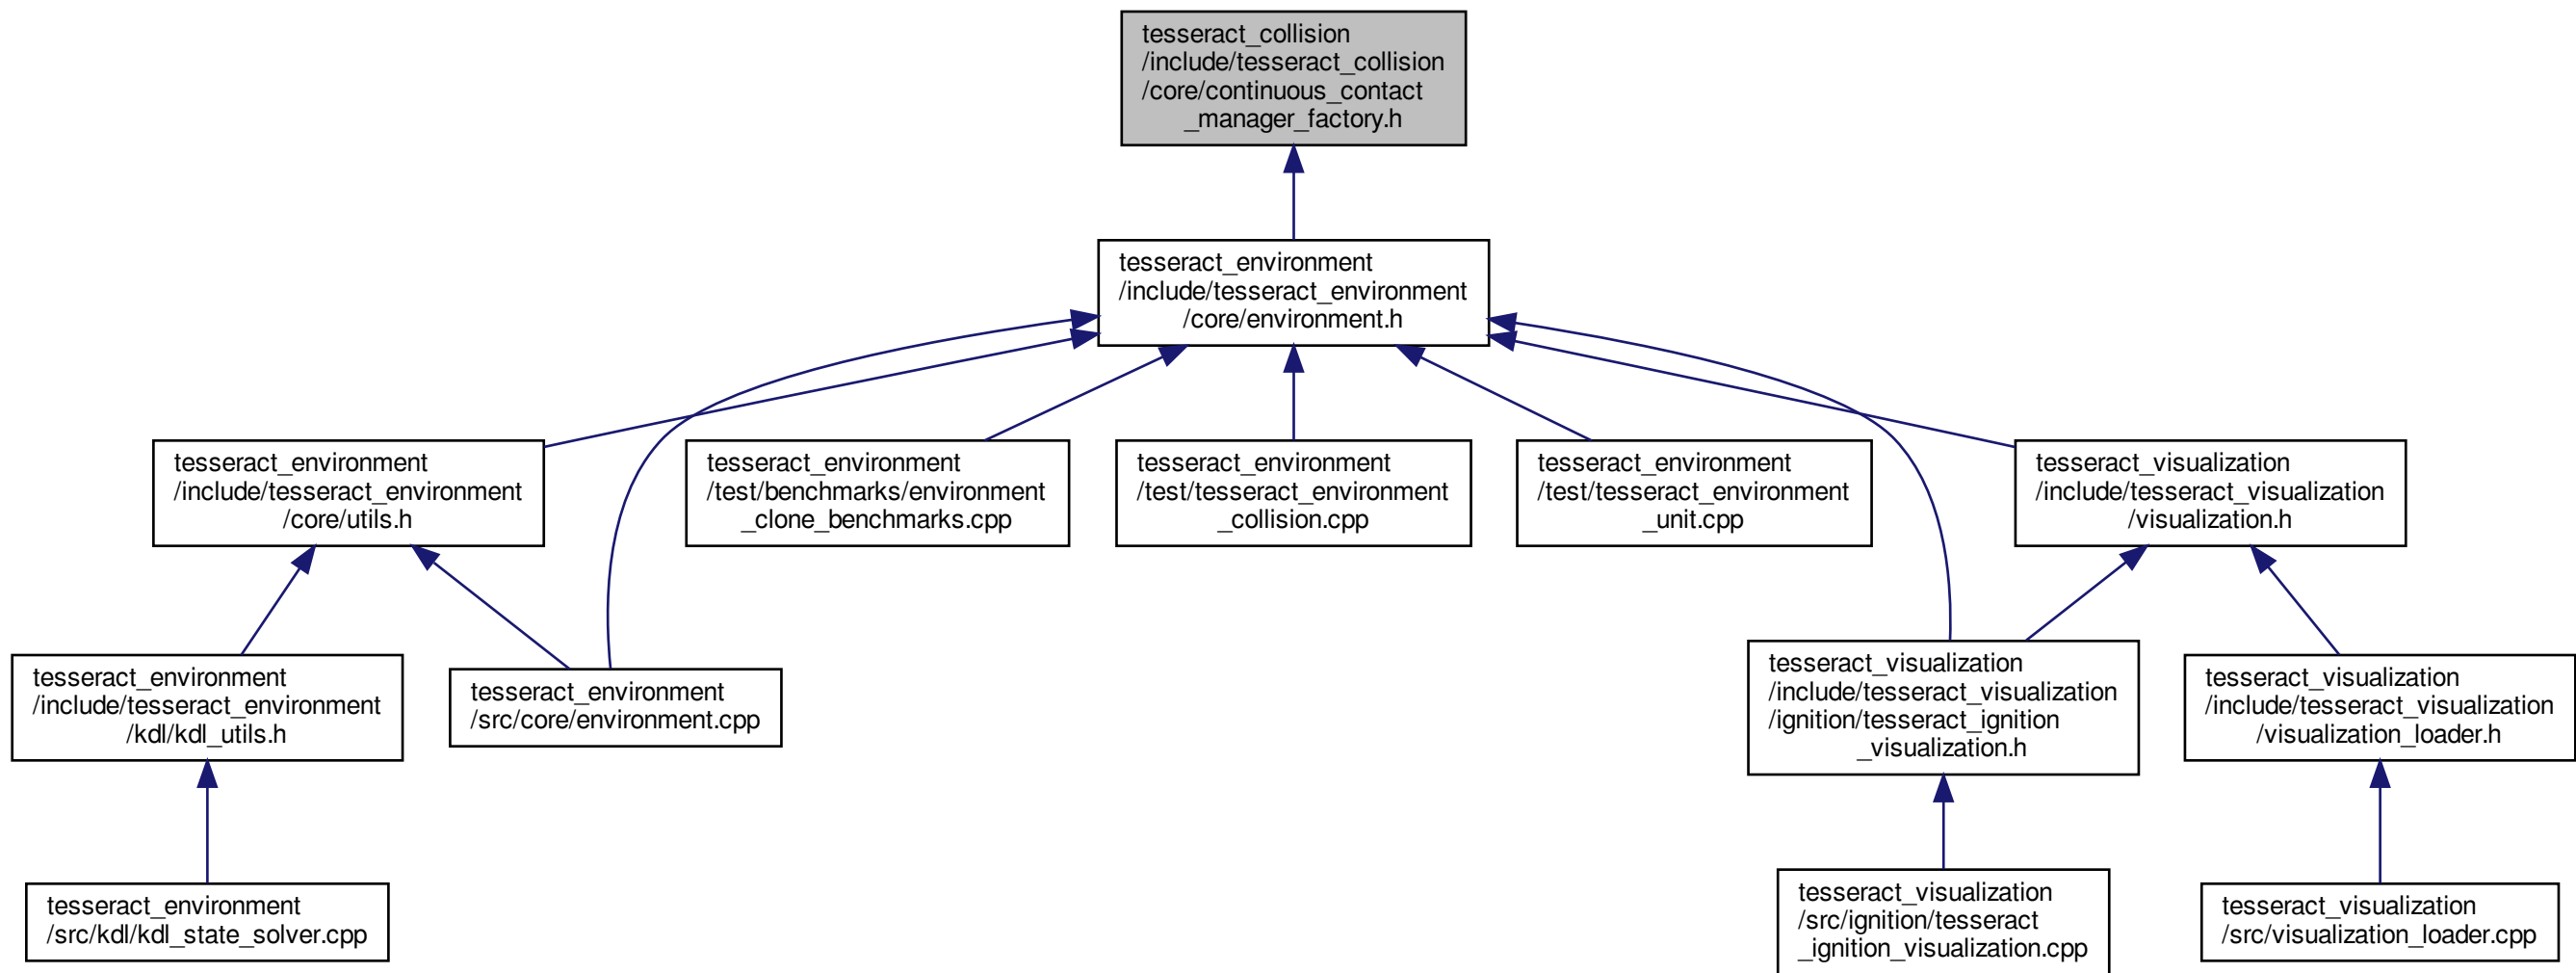 tesseract_collision
/include/tesseract_collision
/core/continuous_contact
_manager_factory.h
tesseract_environment
/include/tesseract_environment
/core/environment.h
tesseract_environment
/include/tesseract_environment
/core/utils.h
tesseract_environment
/test/benchmarks/environment
_clone_benchmarks.cpp
tesseract_environment
/test/tesseract_environment
_collision.cpp
tesseract_environment
/test/tesseract_environment
_unit.cpp
tesseract_visualization
/include/tesseract_visualization
/visualization.h
tesseract_environment
/include/tesseract_environment
/kdl/kdl_utils.h
tesseract_environment
/src/core/environment.cpp
tesseract_visualization
/include/tesseract_visualization
/ignition/tesseract_ignition
_visualization.h
tesseract_visualization
/include/tesseract_visualization
/visualization_loader.h
tesseract_environment
/src/kdl/kdl_state_solver.cpp
tesseract_visualization
/src/ignition/tesseract
_ignition_visualization.cpp
tesseract_visualization
/src/visualization_loader.cpp